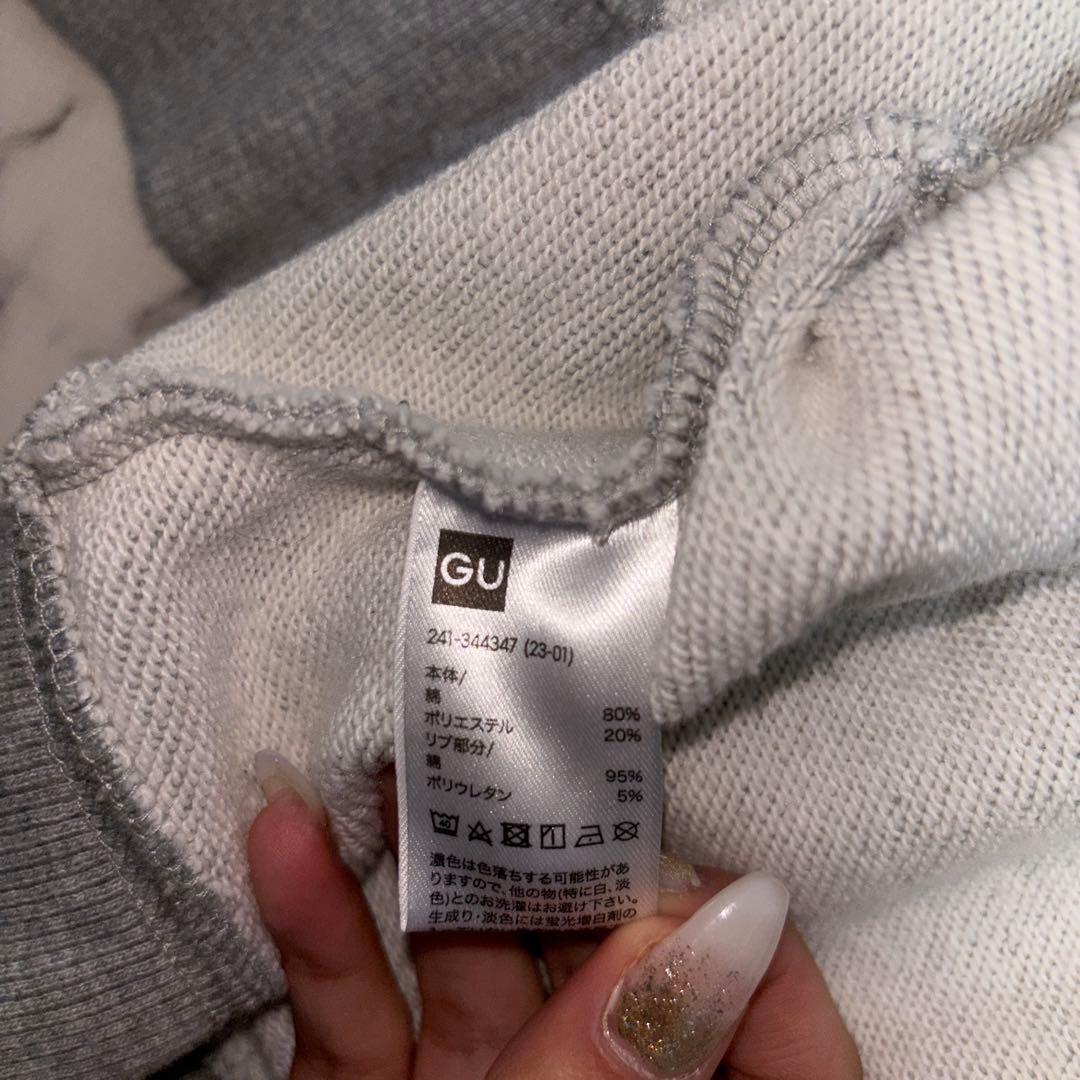 GU
241-344347 (23-01)
本体/
綿 80%
ポリエステル 20%
リブ部分/
綿 95%
ポリウレタン 5%
40
濃色は色落ちする可能性があ
りますので、他の物(特に白、淡
色)とのお洗濯はお避け下さい。
生成り・淡色には蛍光増白剤の